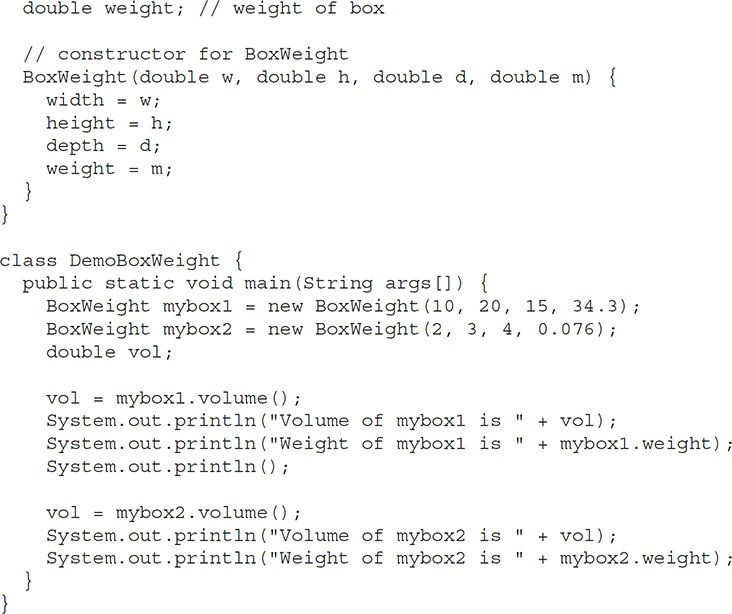 double weight; // weight of box
// constructor for BoxWeight
BoxWeight(double w, double h, double d, double m) {
width = w;
height = h;
depth = d;
weight = m;
}
}
class DemoBoxWeight {
public static void main(String args[]) {
BoxWeight mybox1 = new BoxWeight(10, 20, 15, 34.3);
BoxWeight mybox2 = new BoxWeight(2, 3, 4, 0.076);
double vol;
vol = mybox1.volume();
System.out.println("Volume of mybox1 is " + vol);
System.out.println("Weight of mybox1 is " + mybox1.weight);
System.out.println();
vol = mybox2.volume();
System.out.println("Volume of mybox2 is " + vol);
System.out.println("Weight of mybox2 is " + mybox2.weight);
}
}